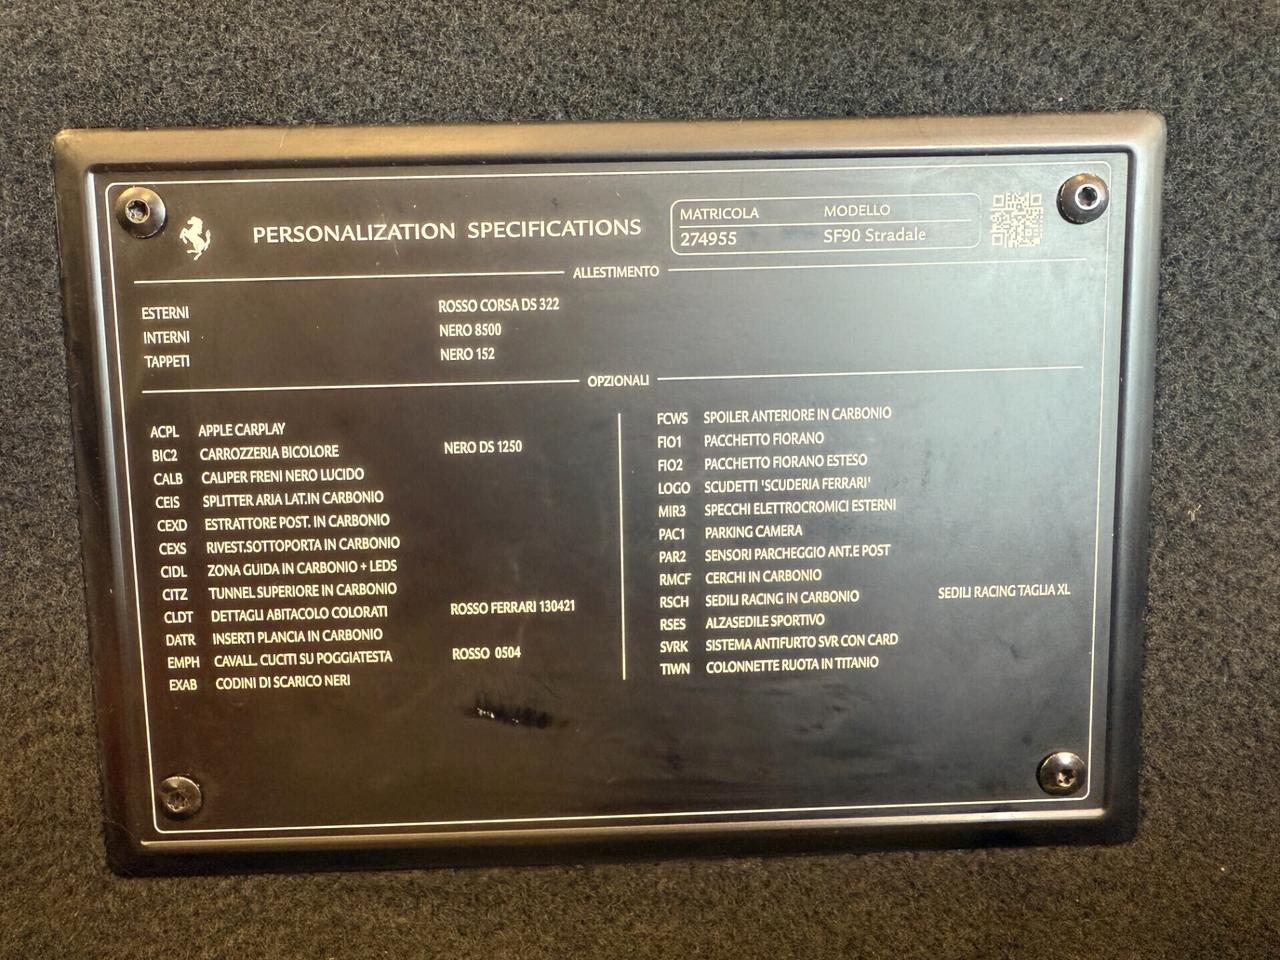 PERSONALIZATION SPECIFICATIONS
MATRICOLA MODELLO
274955 SF90 Stradale
ALLESTIMENTO
ESTERNI ROSSO CORSA DS 322
INTERNI NERO 8500
TAPPETI NERO 152
OPZIONALI
ACPL APPLE CARPLAY
BIC2 CARROZZERIA BICOLORE NERO DS 1250
CALB CALIPER FRENI NERO LUCIDO
CEIS SPLITTER ARIA LAT.IN CARBONIO
CEXD ESTRATTORE POST. IN CARBONIO
CEXS RIVEST.SOTTOPORTA IN CARBONIO
CIDL ZONA GUIDA IN CARBONIO + LEDS
CITZ TUNNEL SUPERIORE IN CARBONIO
CLDT DETTAGLI ABITACOLO COLORATI ROSSO FERRARI 130421
DATR INSERTI PLANCIA IN CARBONIO
EMPH CAVALL. CUCITI SU POGGIATESTA ROSSO 0504
EXAB CODINI DI SCARICO NERI
FCWS SPOILER ANTERIORE IN CARBONIO
FIO1 PACCHETTO FIORANO
FIO2 PACCHETTO FIORANO ESTESO
LOGO SCUDETTI 'SCUDERIA FERRARI'
MIR3 SPECCHI ELETTROCROMICI ESTERNI
PAC1 PARKING CAMERA
PAR2 SENSORI PARCHEGGIO ANT.E POST
RMCF CERCHI IN CARBONIO
RSCH SEDILI RACING IN CARBONIO SEDILI RACING TAGLIA XL
RSES ALZASEDILE SPORTIVO
SVRK SISTEMA ANTIFURTO SVR CON CARD
TIWN COLONNETTE RUOTA IN TITANIO